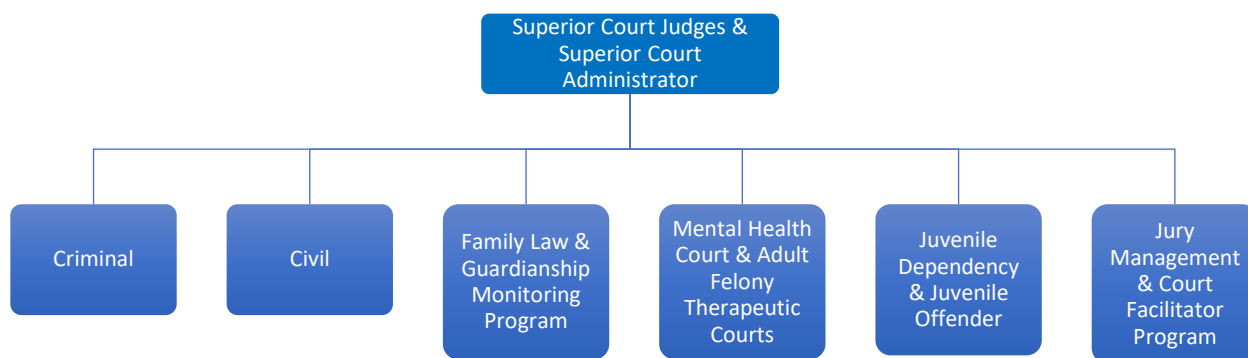 Superior Court Judges &
Superior Court
Administrator
Criminal
Civil
Family Law &
Guardianship
Monitoring
Program
Mental Health
Court & Adult
Felony
Therapeutic
Courts
Juvenile
Dependency
& Juvenile
Offender
Jury
Management
& Court
Facilitator
Program